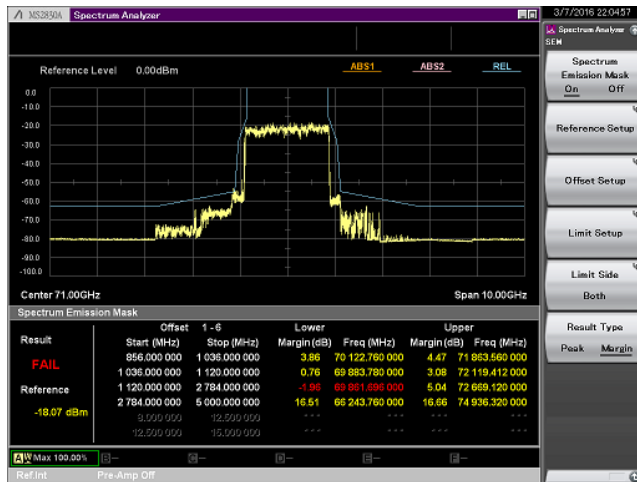 MS2850A Spectrum Analyzer
3/7/2016 22:04:57
Spectrum Analyzer
SEM
Reference Level 0.00dBm
ABS1 ABS2 REL
0.0
-10.0
-20.0
-30.0
-40.0
-50.0
-60.0
-70.0
-80.0
-90.0
-100.0
Center 71.00GHz Span 10.00GHz
Spectrum Emission Mask
Offset 1 - 6 Lower Upper
Result Start (MHz) Stop (MHz) Margin (dB) Freq (MHz) Margin(dB) Freq (MHz)
856.000 000 1 036.000 000 3.86 70 122.760 000 4.47 71 863.560 000
FAIL
1 036.000 000 1 120.000 000 0.76 69 883.780 000 3.08 72 119.412 000
Reference 1 120.000 000 2 784.000 000 -1.96 69 861.698 000 5.04 72 669.120 000
2 784.000 000 5 000.000 000 16.51 66 243.760 000 16.66 74 936.320 000
-18.07 dBm
9.000 000 12.500 000 --- --- --- ---
12.500 000 15.000 000 --- --- --- ---
A W Max 100.00% B— C— D— E— F—
Ref.Int Pre-Amp Off
Spectrum
Emission Mask
On Off
Reference Setup
Offset Setup
Limit Setup
Limit Side
Both
Result Type
Peak Margin